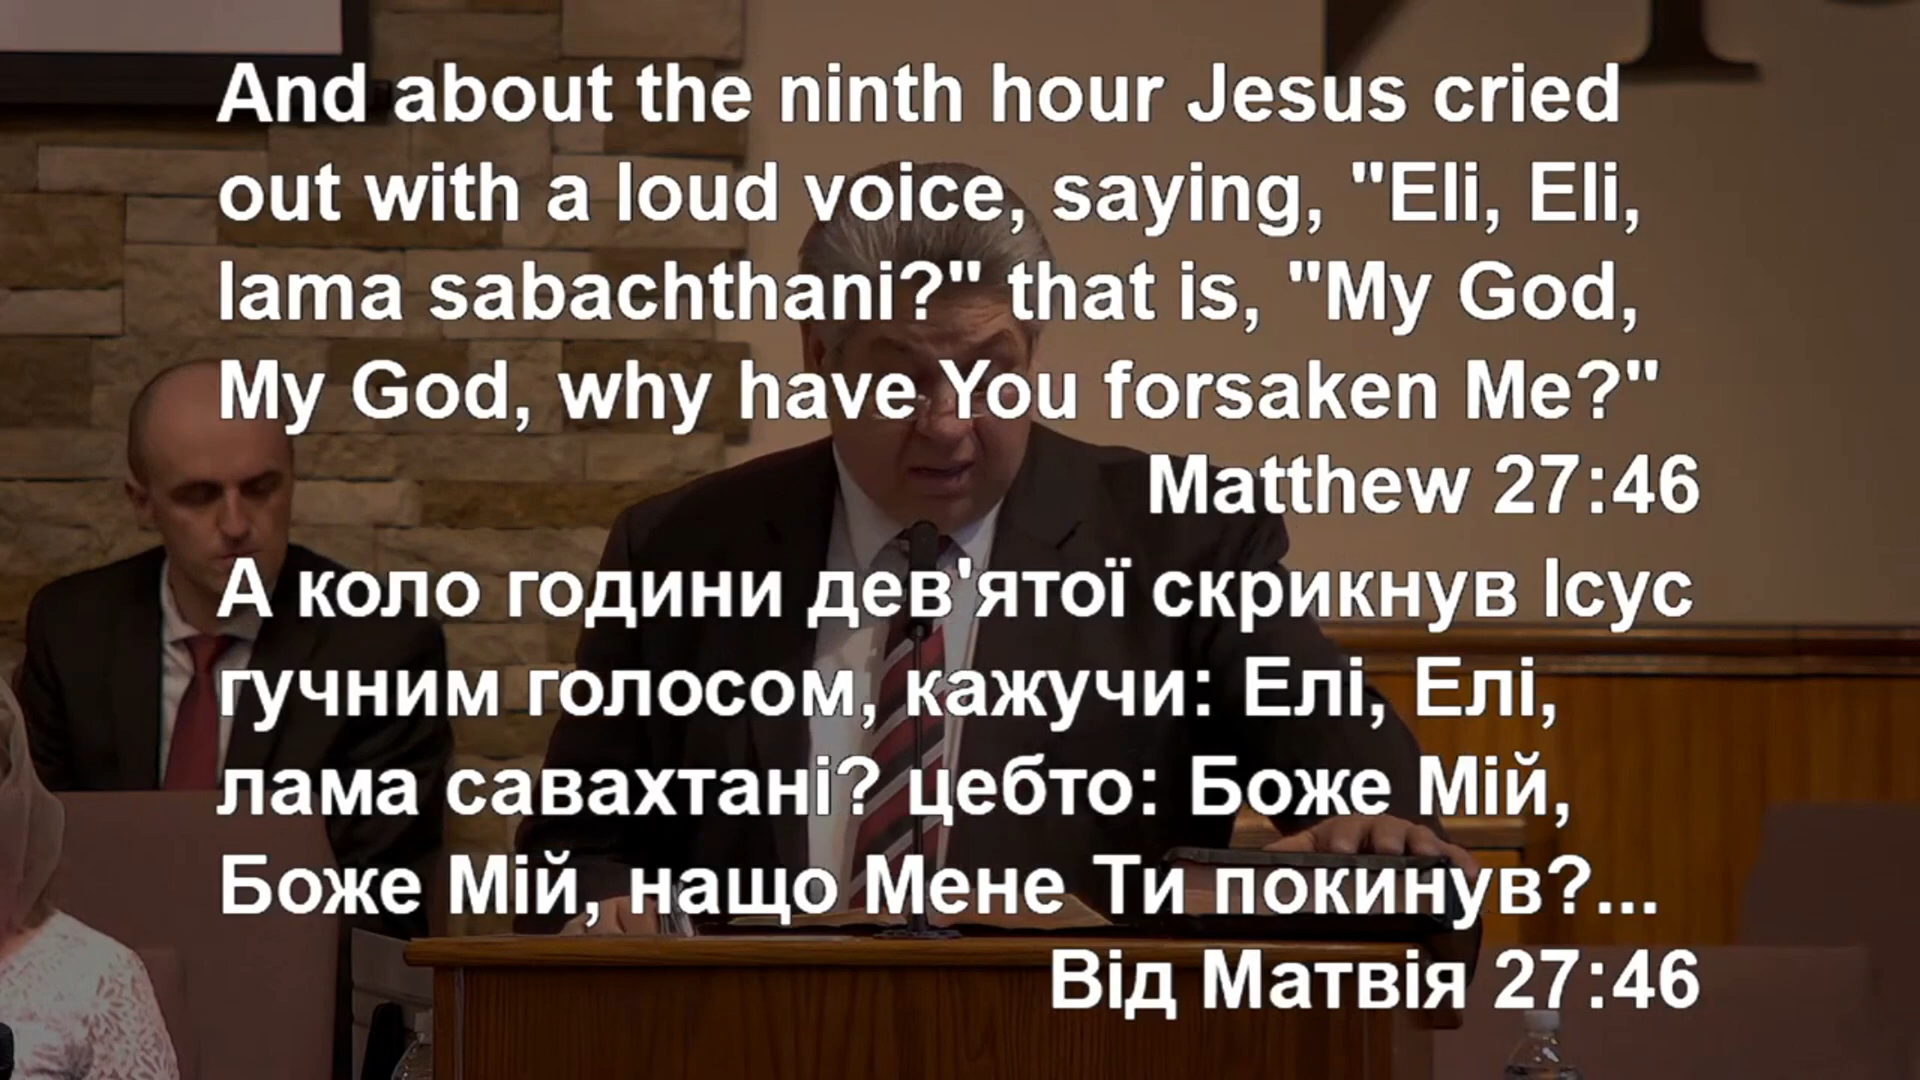 And about the ninth hour Jesus cried
out with a loud voice, saying, "Eli, Eli,
lama sabachthani?" that is, "My God,
My God, why have You forsaken Me?"
Matthew 27:46
А коло години дев'ятої скрикнув Ісус
гучним голосом, кажучи: Елі, Елі,
лама савахтані? цебто: Боже Мій,
Боже Мій, нащо Мене Ти покинув?...
Від Матвія 27:46